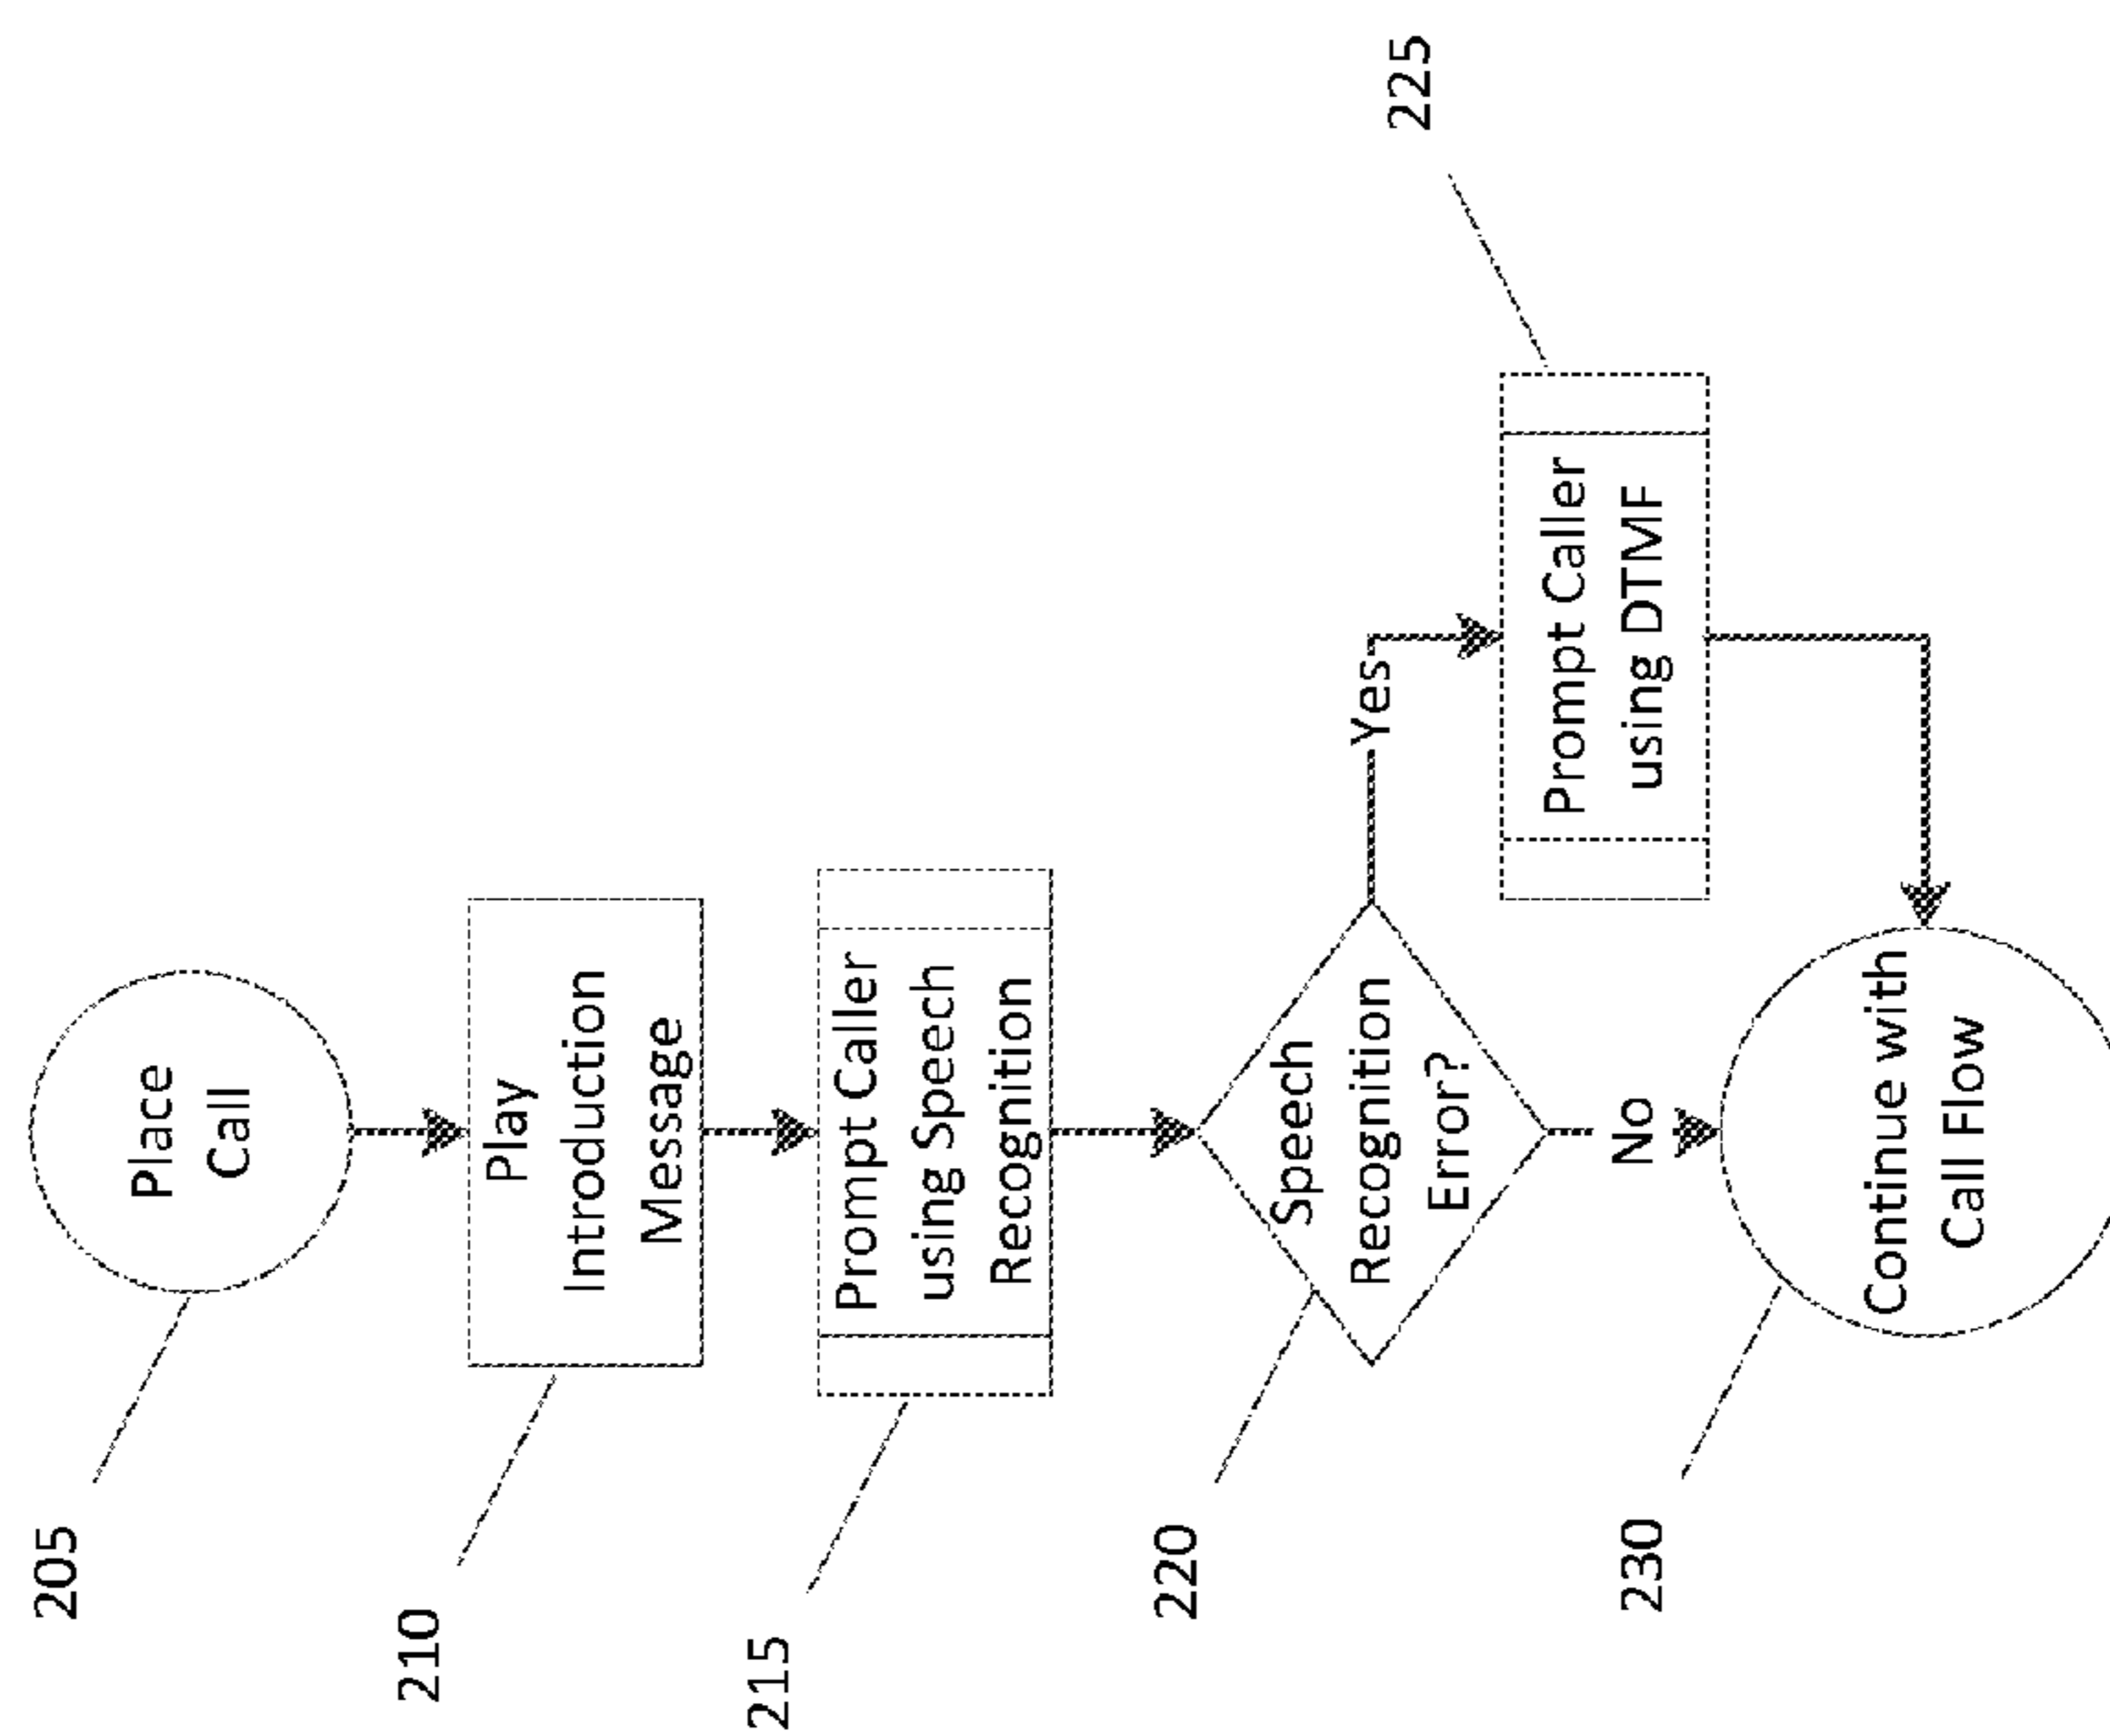 205
Place
Call
210
Play
Introduction
Message
215
Prompt Caller
using Speech
Recognition
220
Speech
Recognition
Error?
Yes
225
Prompt Caller
using DTMF
No
230
Continue with
Call Flow